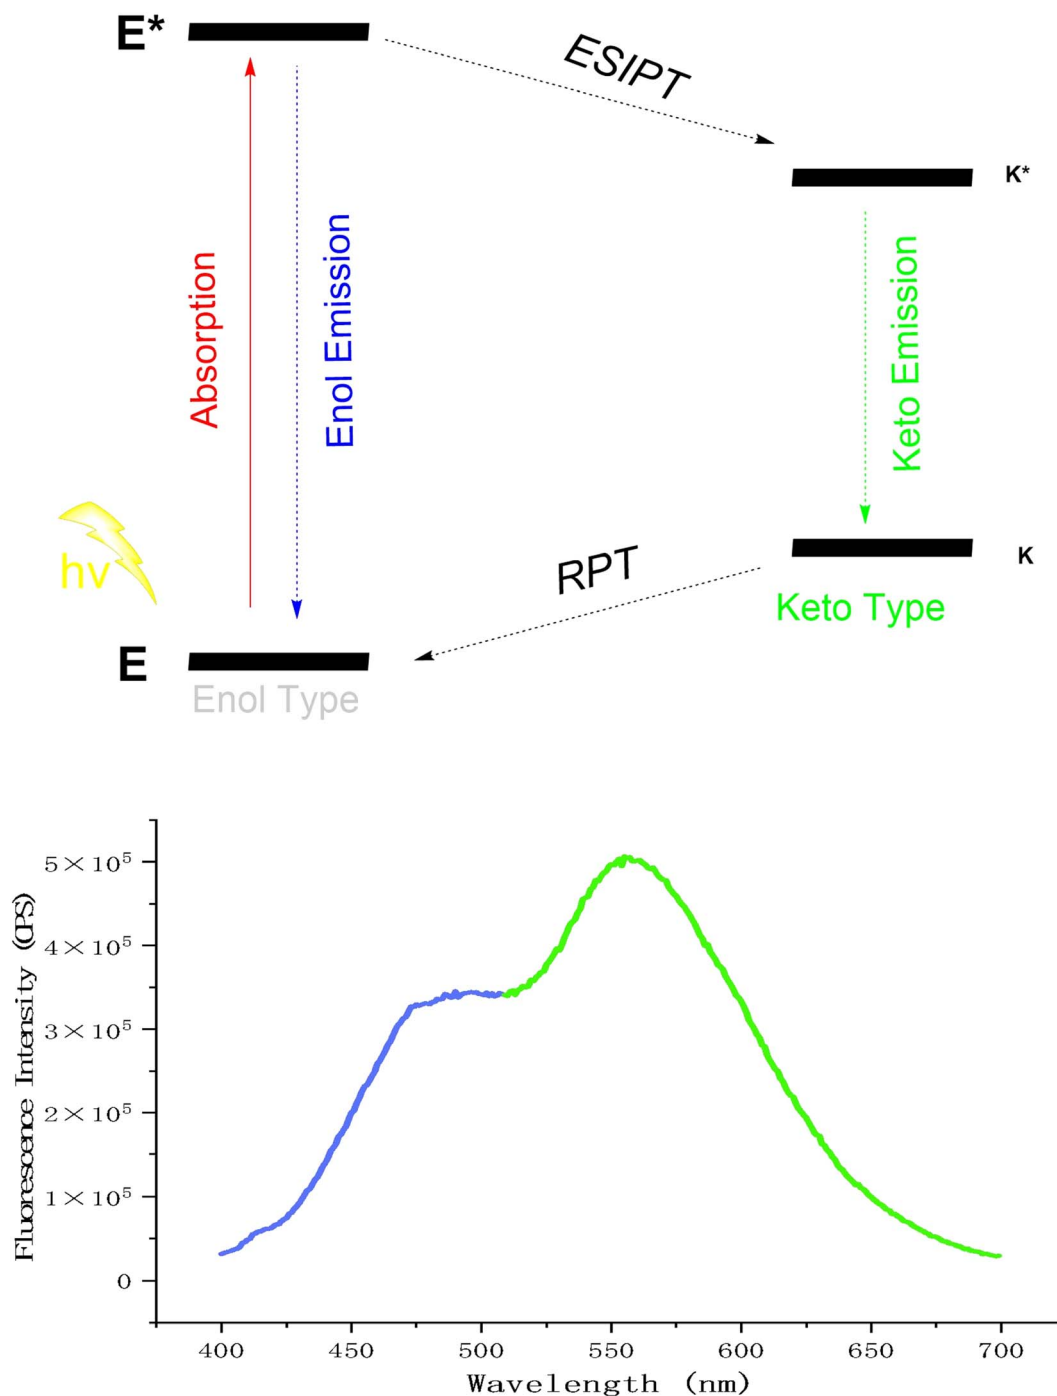 E*
ESIPT
K*
Absorption
Enol Emission
Keto Emission
hv
RPT
K
Keto Type
E
Enol Type
Fluorescence Intensity (CPS)
5×10⁵
4×10⁵
3×10⁵
2×10⁵
1×10⁵
0
400 450 500 550 600 650 700
Wavelength (nm)